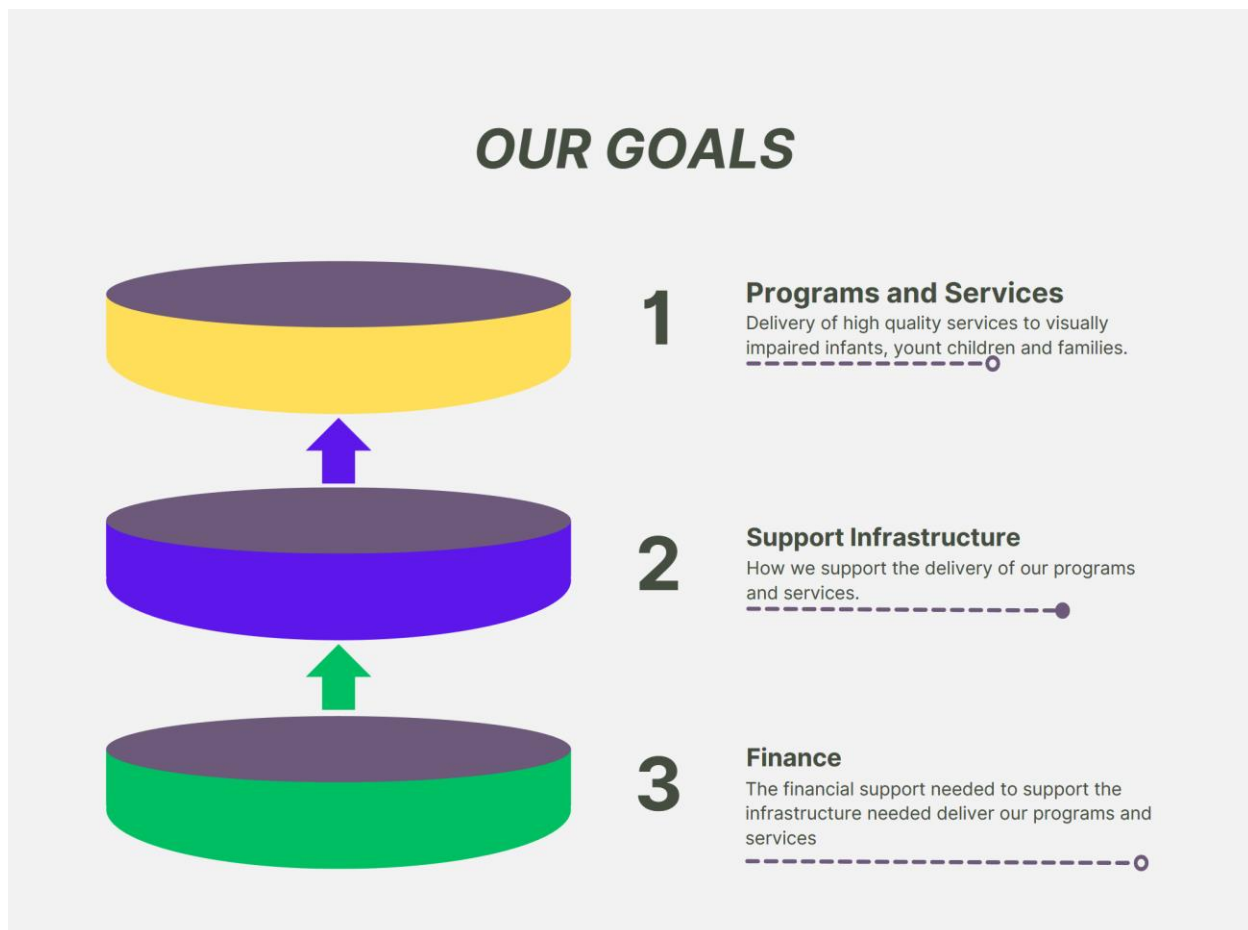 OUR GOALS
1
Programs and Services
Delivery of high quality services to visually
impaired infants, yount children and families.
2
Support Infrastructure
How we support the delivery of our programs
and services.
3
Finance
The financial support needed to support the
infrastructure needed deliver our programs and
services